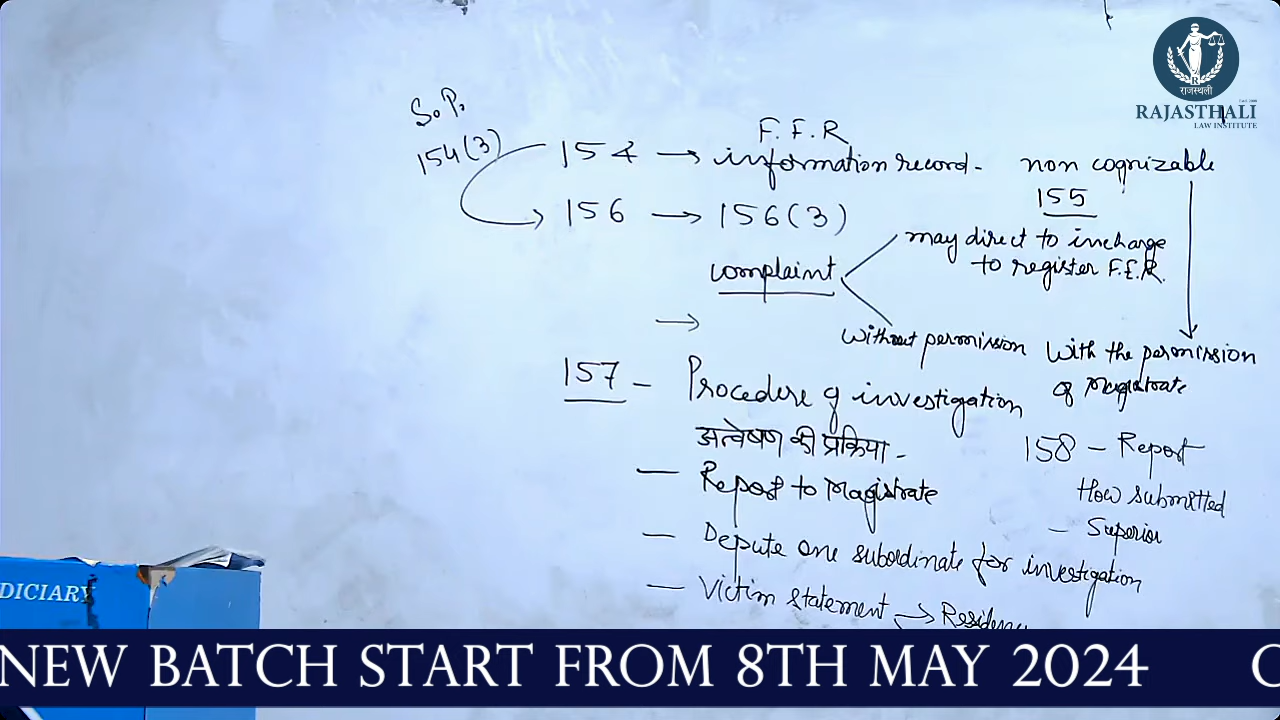 राजस्थली
RAJASTHALI
LAW INSTITUTE
S.P.
154(3)
154 → information record -
F.I.R
non cognizable
155
156 → 156(3)
complaint
may direct to incharge
to register F.I.R.
without permission
With the permission
of Magistrate
157 - Procedure of investigation
अन्वेषण की प्रक्रिया -
— Report to Magistrate
158 - Report
How submitted
- Superior
— Depute one subordinate for investigation
— Victim statement → Residence
DICIARY
NEW BATCH START FROM 8TH MAY 2024